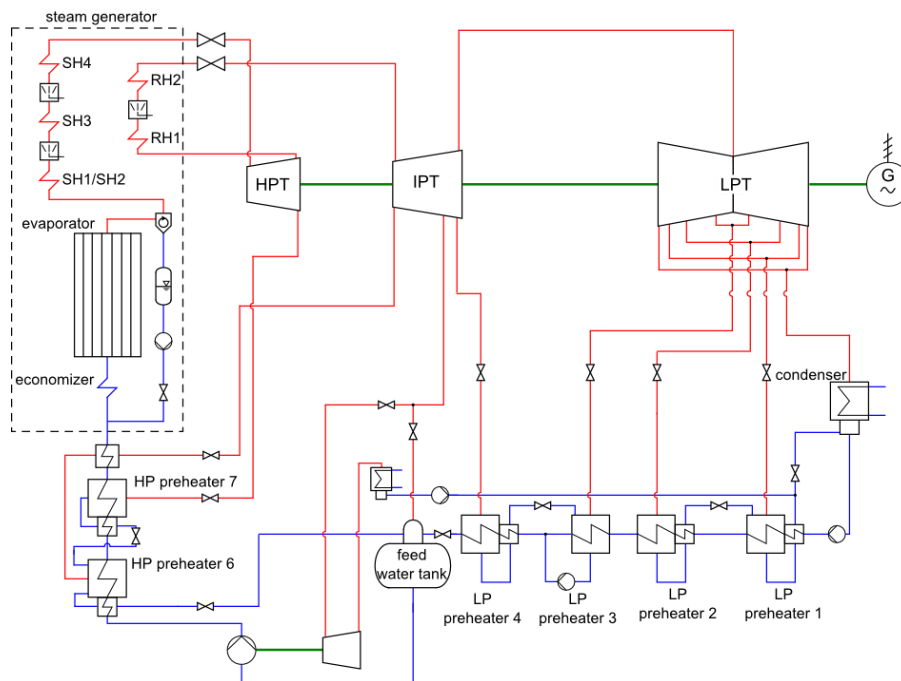 steam generator
SH4
RH2
SH3
RH1
SH1/SH2
HPT
IPT
LPT
G
~
evaporator
economizer
condenser
HP preheater 7
HP preheater 6
feed
water tank
LP
preheater 4
LP
preheater 3
LP
preheater 2
LP
preheater 1